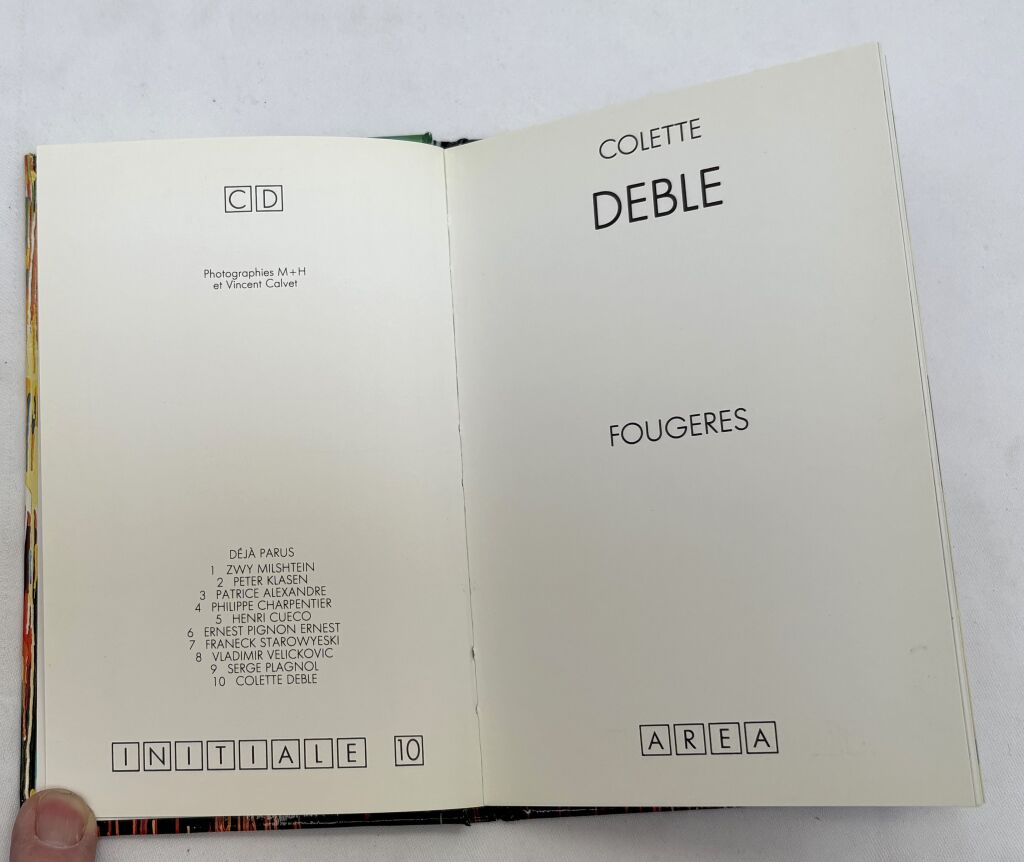 CD
Photographies M+H
et Vincent Calvet
DÉJÀ PARUS
1 ZWY MILSHTEIN
2 PETER KLASEN
3 PATRICE ALEXANDRE
4 PHILIPPE CHARPENTIER
5 HENRI CUECO
6 ERNEST PIGNON ERNEST
7 FRANECK STAROWYESKI
8 VLADIMIR VELICKOVIC
9 SERGE PLAGNOL
10 COLETTE DEBLE
INITIALE 10
COLETTE
DEBLE
FOUGERES
AREA